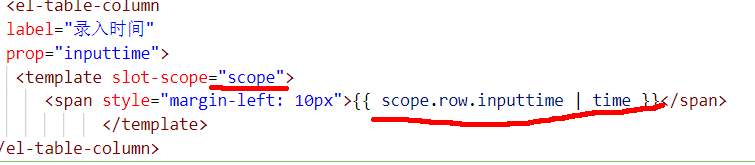 <el-table-column
label="录入时间"
prop="inputtime">
<template slot-scope="scope">
<span style="margin-left: 10px">{{ scope.row.inputtime | time }}</span>
</template>
/el-table-column>